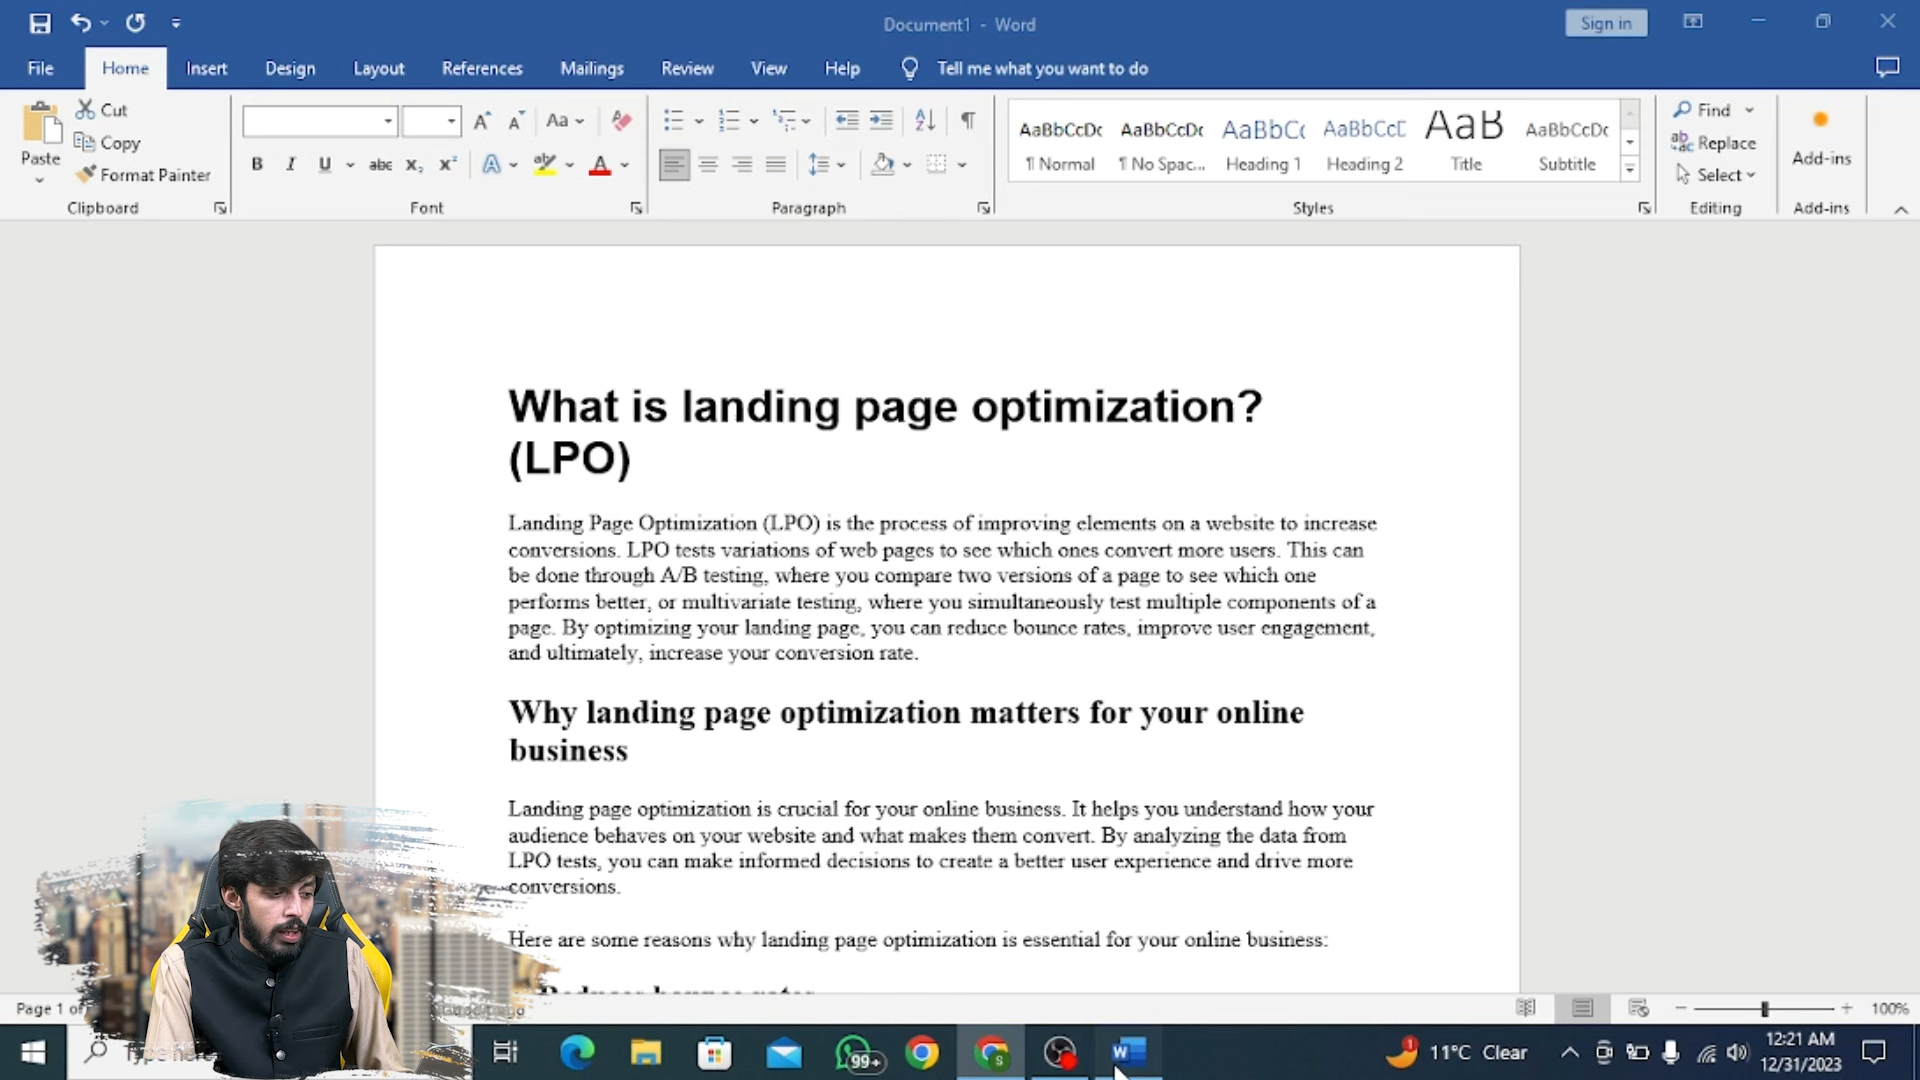 Document1 - Word
Sign in
File Home Insert Design Layout References Mailings Review View Help Tell me what you want to do
Paste
Cut
Copy
Format Painter
Clipboard
Aa
B I U abc x₂ x² A A
Font
Paragraph
AaBbCcDc AaBbCcDc AaBbC AaBbCcD AaB AaBbCcDc
¶ Normal ¶ No Spac... Heading 1 Heading 2 Title Subtitle
Styles
Find
Replace
Select
Editing
Add-ins
Add-ins
What is landing page optimization?
(LPO)
Landing Page Optimization (LPO) is the process of improving elements on a website to increase
conversions. LPO tests variations of web pages to see which ones convert more users. This can
be done through A/B testing, where you compare two versions of a page to see which one
performs better, or multivariate testing, where you simultaneously test multiple components of a
page. By optimizing your landing page, you can reduce bounce rates, improve user engagement,
and ultimately, increase your conversion rate.
Why landing page optimization matters for your online
business
Landing page optimization is crucial for your online business. It helps you understand how your
audience behaves on your website and what makes them convert. By analyzing the data from
LPO tests, you can make informed decisions to create a better user experience and drive more
conversions.
Here are some reasons why landing page optimization is essential for your online business:
Page 1 of
100%
Type here
99+
S
W
1
11°C Clear
12:21 AM
12/31/2023